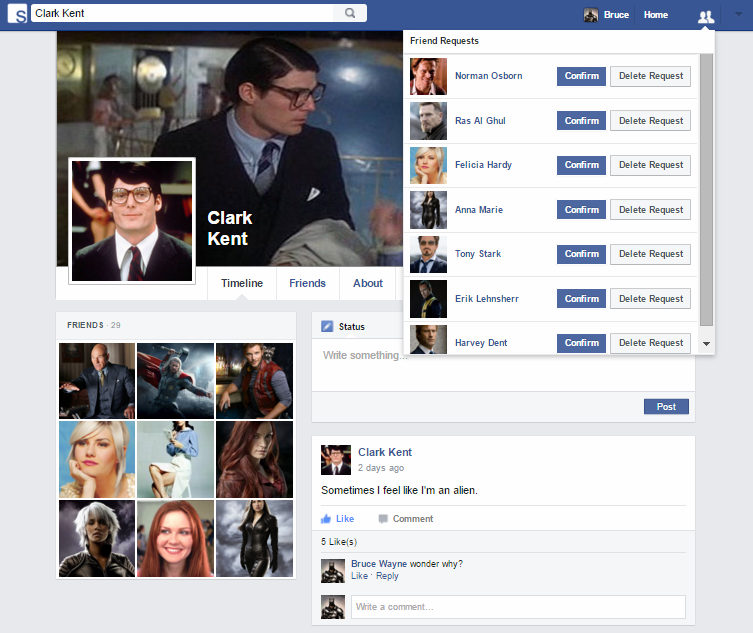 S
Clark Kent
Bruce
Home
Friend Requests
Norman Osborn Confirm Delete Request
Ras Al Ghul Confirm Delete Request
Felicia Hardy Confirm Delete Request
Anna Marie Confirm Delete Request
Tony Stark Confirm Delete Request
Erik Lehnsherr Confirm Delete Request
Harvey Dent Confirm Delete Request
Clark
Kent
Timeline Friends About
FRIENDS · 29
Status
Write something...
Post
Clark Kent
2 days ago
Sometimes I feel like I'm an alien.
Like Comment
5 Like(s)
Bruce Wayne wonder why?
Like · Reply
Write a comment...